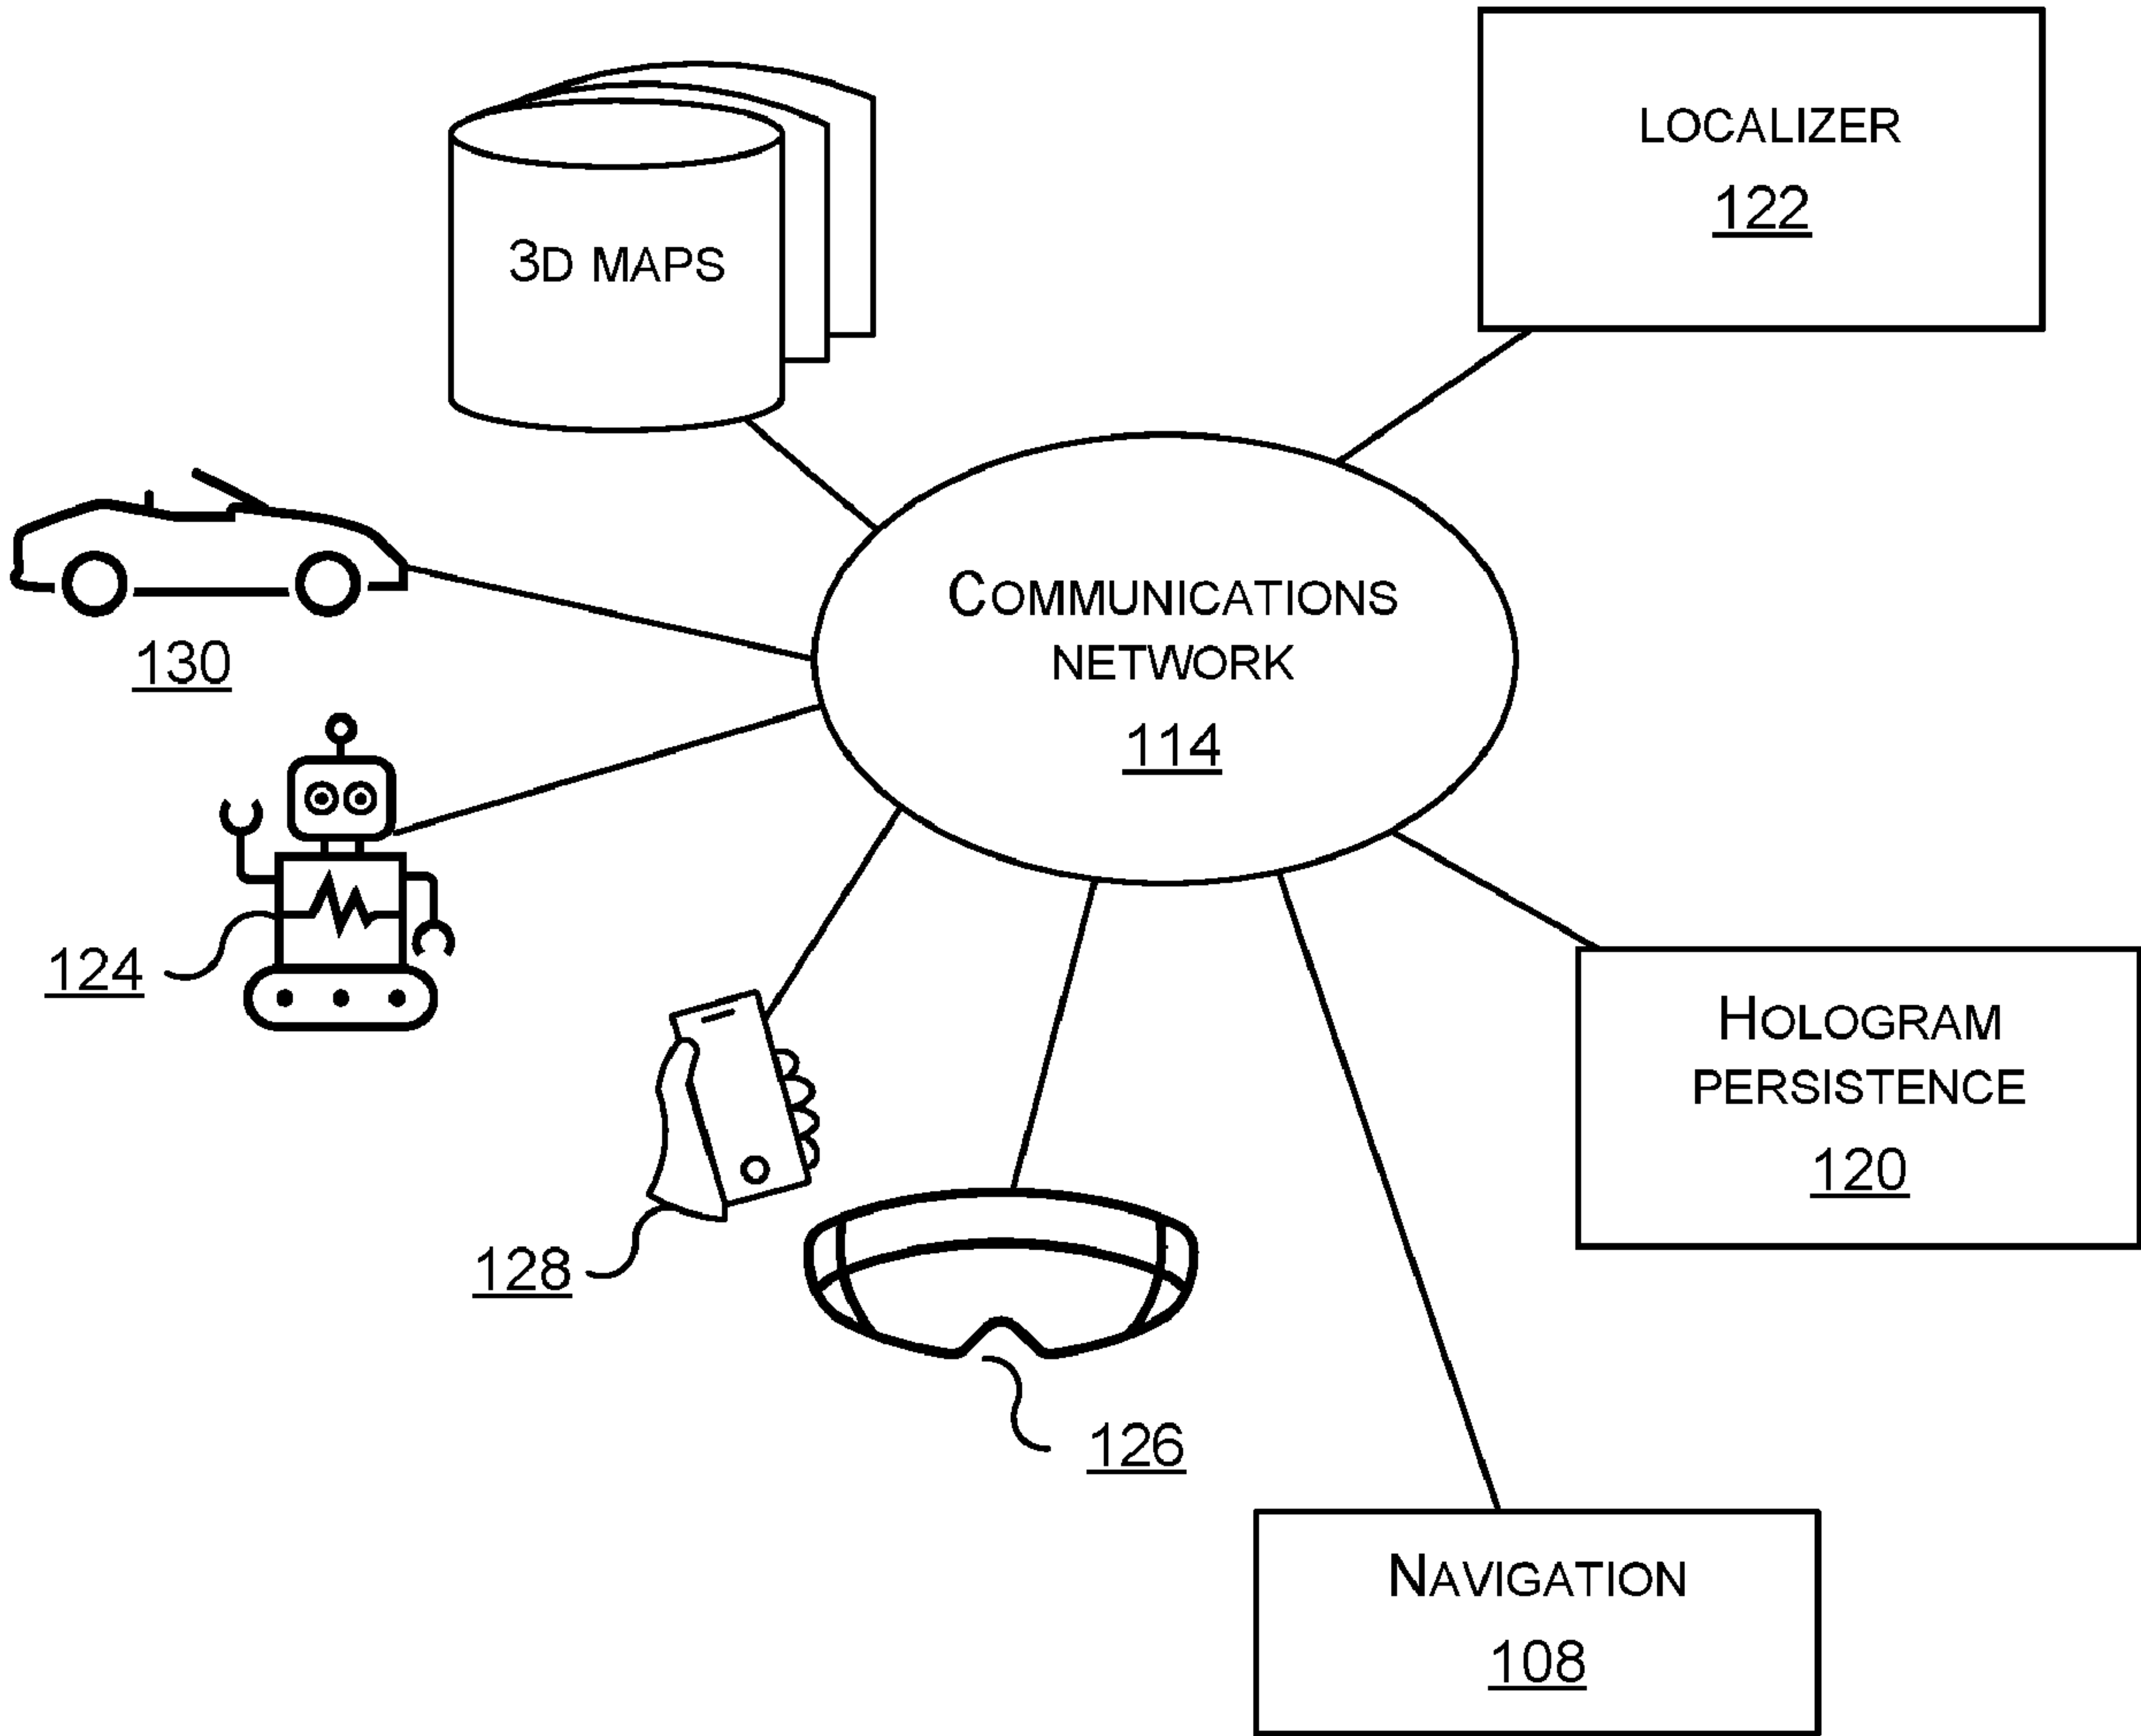 LOCALIZER
122
3D MAPS
COMMUNICATIONS
NETWORK
114
130
124
HOLOGRAM
PERSISTENCE
120
128
126
NAVIGATION
108